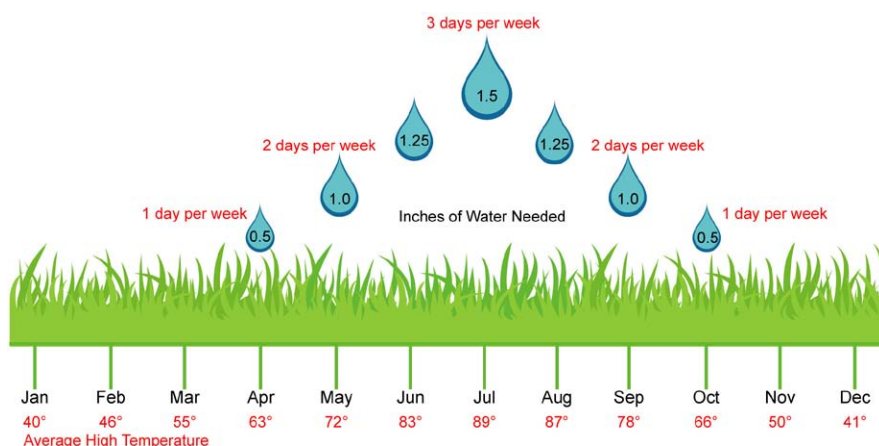 3 days per week
1.5
1.25
1.25
2 days per week
2 days per week
1.0
1.0
1 day per week
Inches of Water Needed
1 day per week
0.5
0.5
Jan Feb Mar Apr May Jun Jul Aug Sep Oct Nov Dec
40° 46° 55° 63° 72° 83° 89° 87° 78° 66° 50° 41°
Average High Temperature